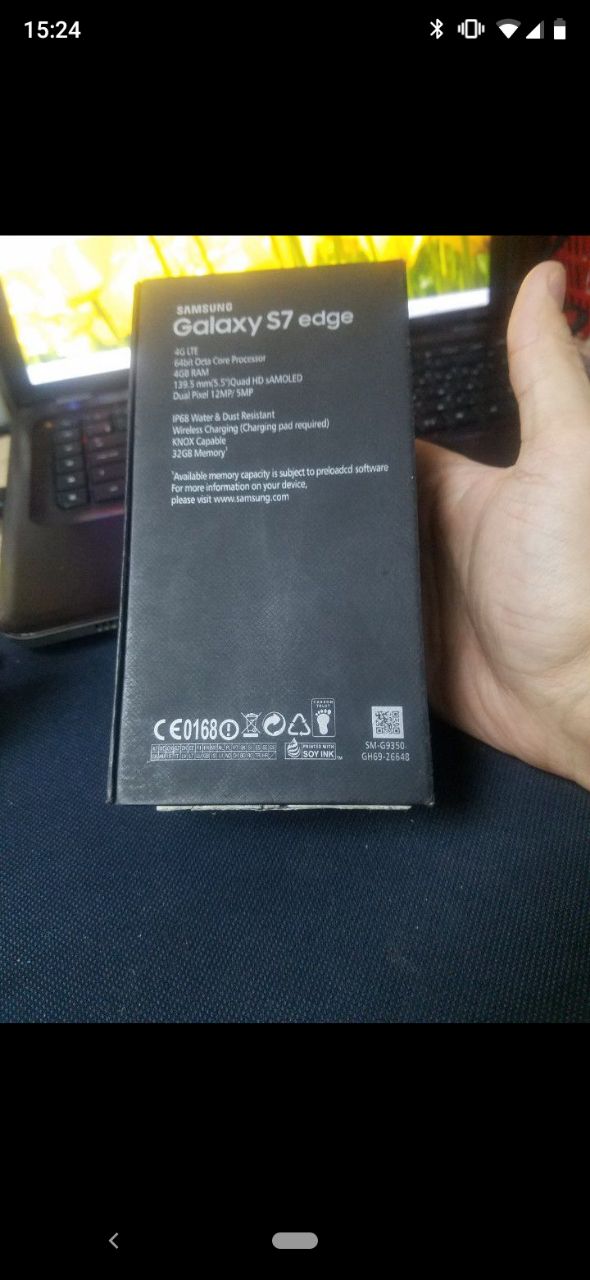 15:24
SAMSUNG
Galaxy S7 edge
4G LTE
64bit Octa Core Processor
4GB RAM
139.5 mm(5.5")Quad HD sAMOLED
Dual Pixel 12MP/ 5MP
IP68 Water & Dust Resistant
Wireless Charging (Charging pad required)
KNOX Capable
32GB Memory¹
¹Available memory capacity is subject to preloadcd software
For more information on your device,
please visit www.samsung.com
CE0168
PRINTED WITH
SOY INK™
SM-G9350
GH69-26648